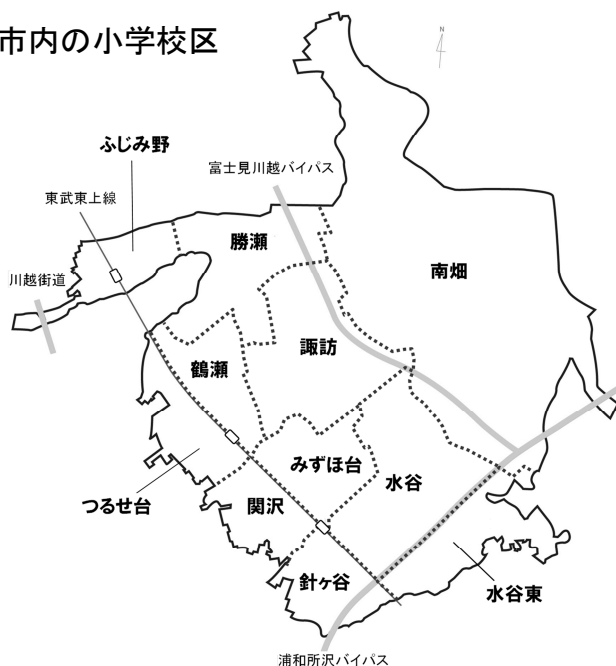 市内の小学校区
N
ふじみ野
富士見川越バイパス
東武東上線
勝瀬
南畑
川越街道
諏訪
鶴瀬
みずほ台
水谷
つるせ台
関沢
針ヶ谷
水谷東
浦和所沢バイパス